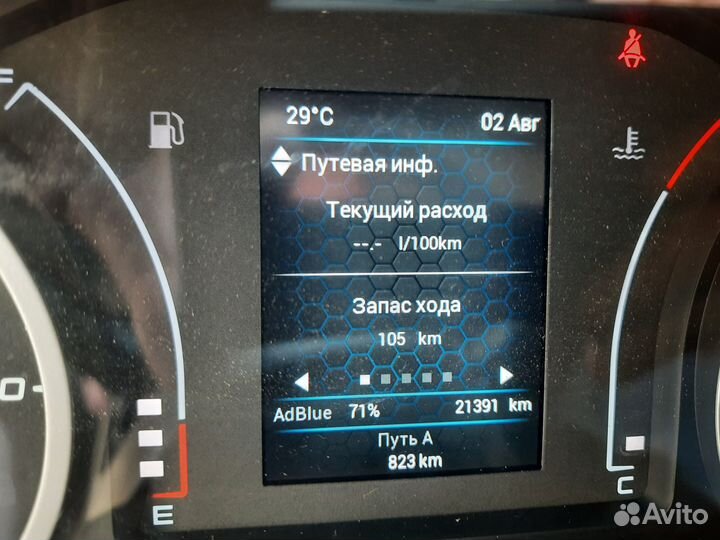 F
29°C 02 Авг
Путевая инф.
Текущий расход
--.- l/100km
Запас хода
105 km
AdBlue 71% 21391 km
Путь A
823 km
0
E
C
Avito